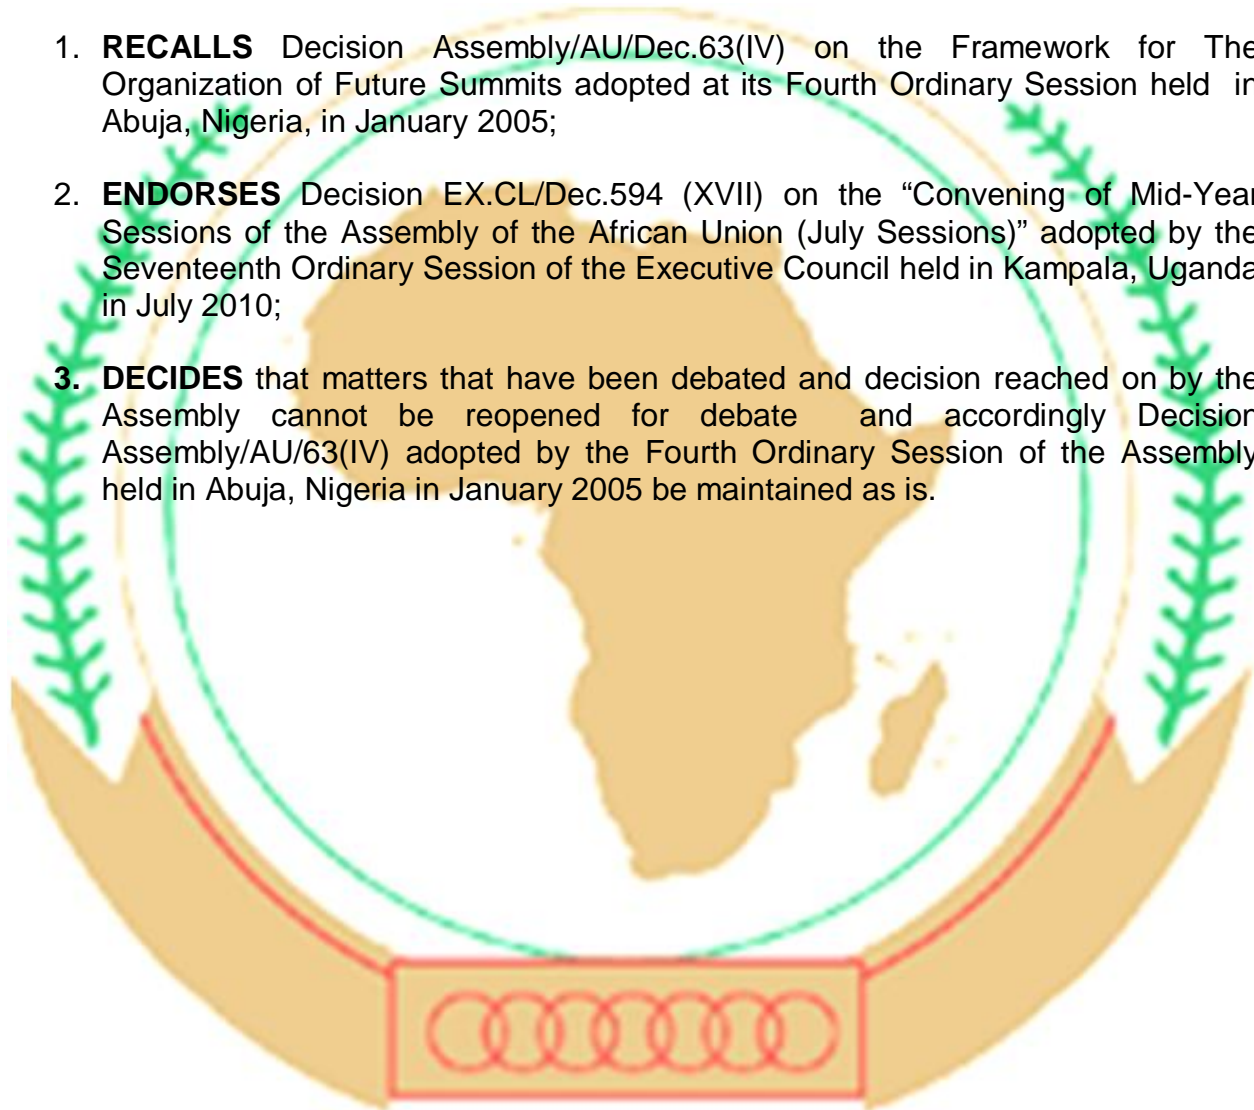 1. RECALLS Decision Assembly/AU/Dec.63(IV) on the Framework for The
Organization of Future Summits adopted at its Fourth Ordinary Session held in
Abuja, Nigeria, in January 2005;
2. ENDORSES Decision EX.CL/Dec.594 (XVII) on the “Convening of Mid-Year
Sessions of the Assembly of the African Union (July Sessions)” adopted by the
Seventeenth Ordinary Session of the Executive Council held in Kampala, Uganda
in July 2010;
3. DECIDES that matters that have been debated and decision reached on by the
Assembly cannot be reopened for debate and accordingly Decision
Assembly/AU/63(IV) adopted by the Fourth Ordinary Session of the Assembly
held in Abuja, Nigeria in January 2005 be maintained as is.